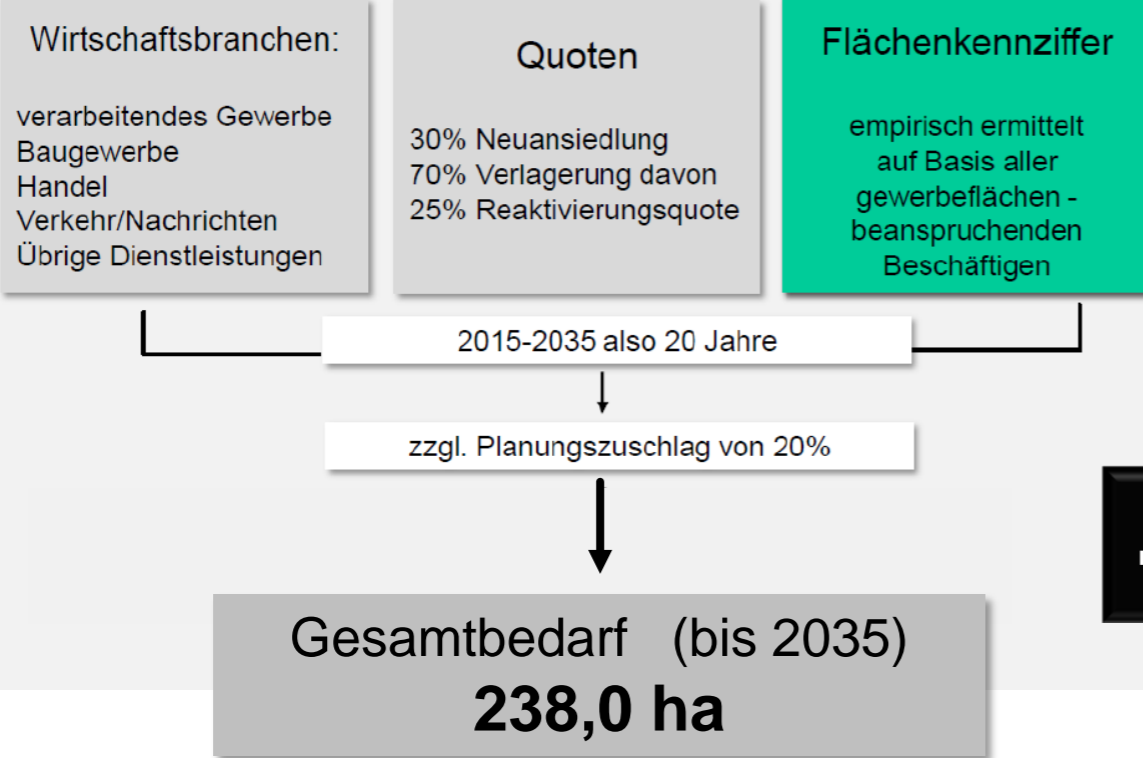 Wirtschaftsbranchen:
verarbeitendes Gewerbe
Baugewerbe
Handel
Verkehr/Nachrichten
Übrige Dienstleistungen
Quoten
30% Neuansiedlung
70% Verlagerung davon
25% Reaktivierungsquote
Flächenkennziffer
empirisch ermittelt
auf Basis aller
gewerbeflächen -
beanspruchenden
Beschäftigen
2015-2035 also 20 Jahre
zzgl. Planungszuschlag von 20%
Gesamtbedarf (bis 2035)
238,0 ha